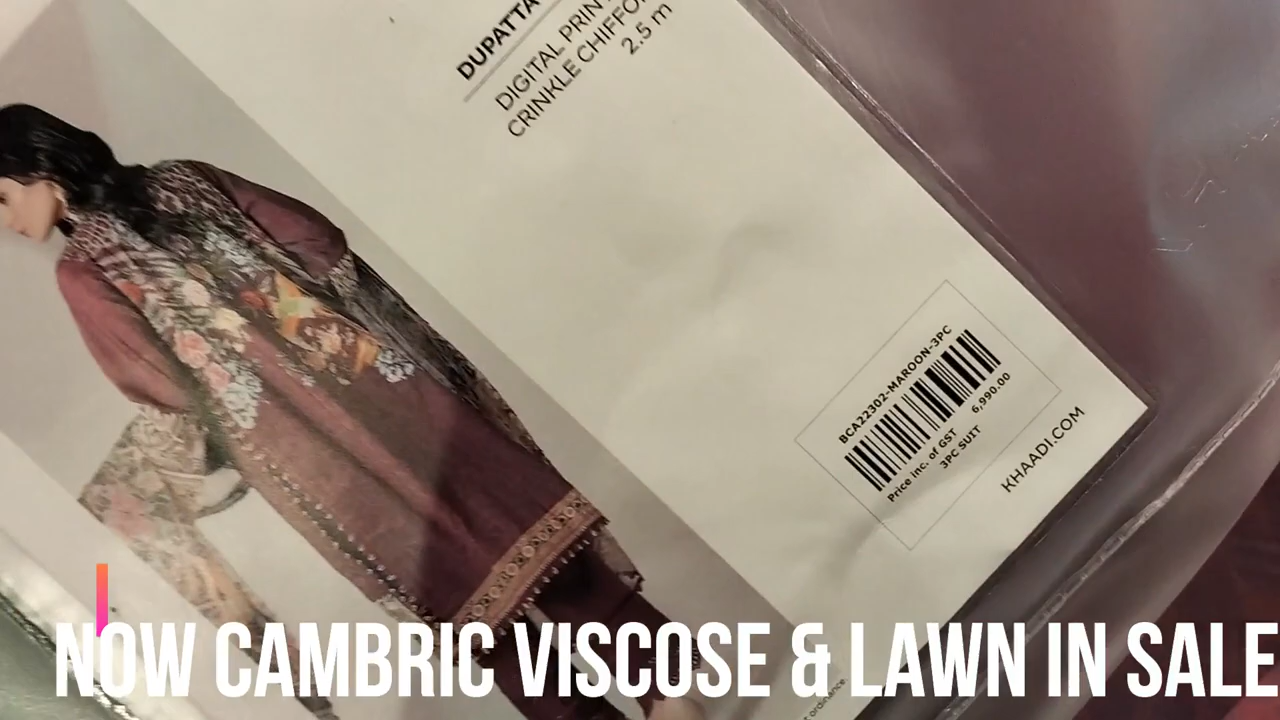 DUPATTA
DIGITAL PRIN
CRINKLE CHIFFO
2.5 m
BCA22302-MAROON-3PC
Price inc. of GST 6,990.00
3PC SUIT
KHAADI.COM
ordinance.
NOW CAMBRIC VISCOSE & LAWN IN SALE